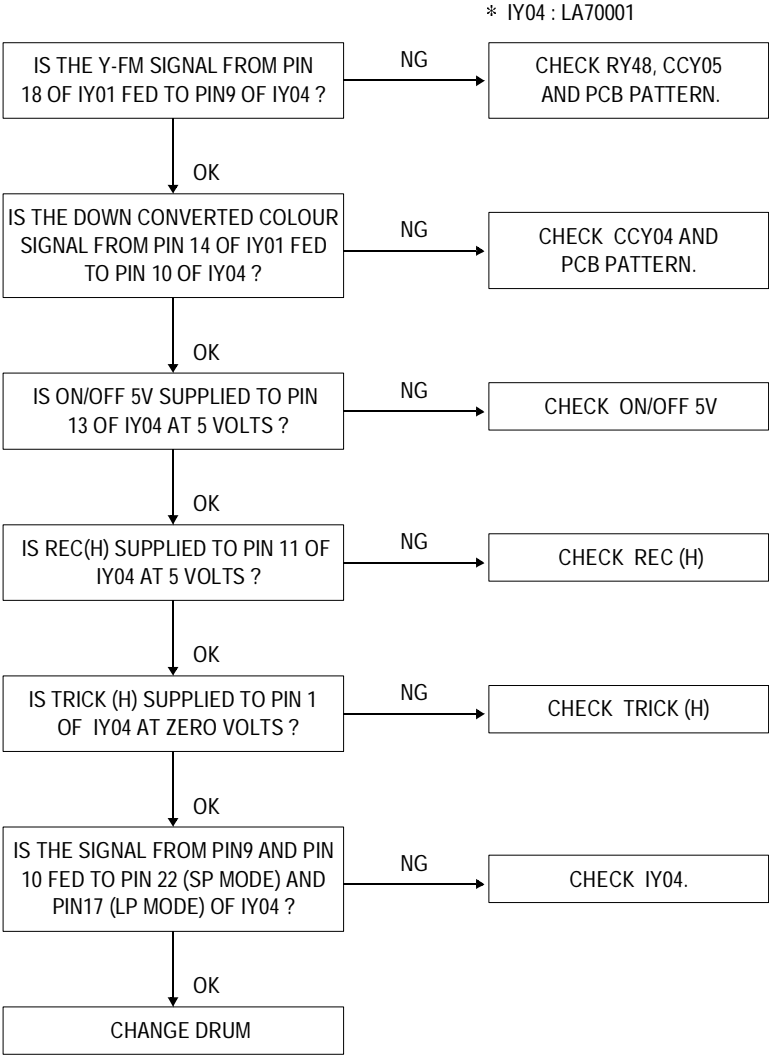 * IY04 : LA70001
IS THE Y-FM SIGNAL FROM PIN
18 OF IY01 FED TO PIN9 OF IY04 ?
NG
CHECK RY48, CCY05
AND PCB PATTERN.
OK
IS THE DOWN CONVERTED COLOUR
SIGNAL FROM PIN 14 OF IY01 FED
TO PIN 10 OF IY04 ?
NG
CHECK CCY04 AND
PCB PATTERN.
OK
IS ON/OFF 5V SUPPLIED TO PIN
13 OF IY04 AT 5 VOLTS ?
NG
CHECK ON/OFF 5V
OK
IS REC(H) SUPPLIED TO PIN 11 OF
IY04 AT 5 VOLTS ?
NG
CHECK REC (H)
OK
IS TRICK (H) SUPPLIED TO PIN 1
OF IY04 AT ZERO VOLTS ?
NG
CHECK TRICK (H)
OK
IS THE SIGNAL FROM PIN9 AND PIN
10 FED TO PIN 22 (SP MODE) AND
PIN17 (LP MODE) OF IY04 ?
NG
CHECK IY04.
OK
CHANGE DRUM